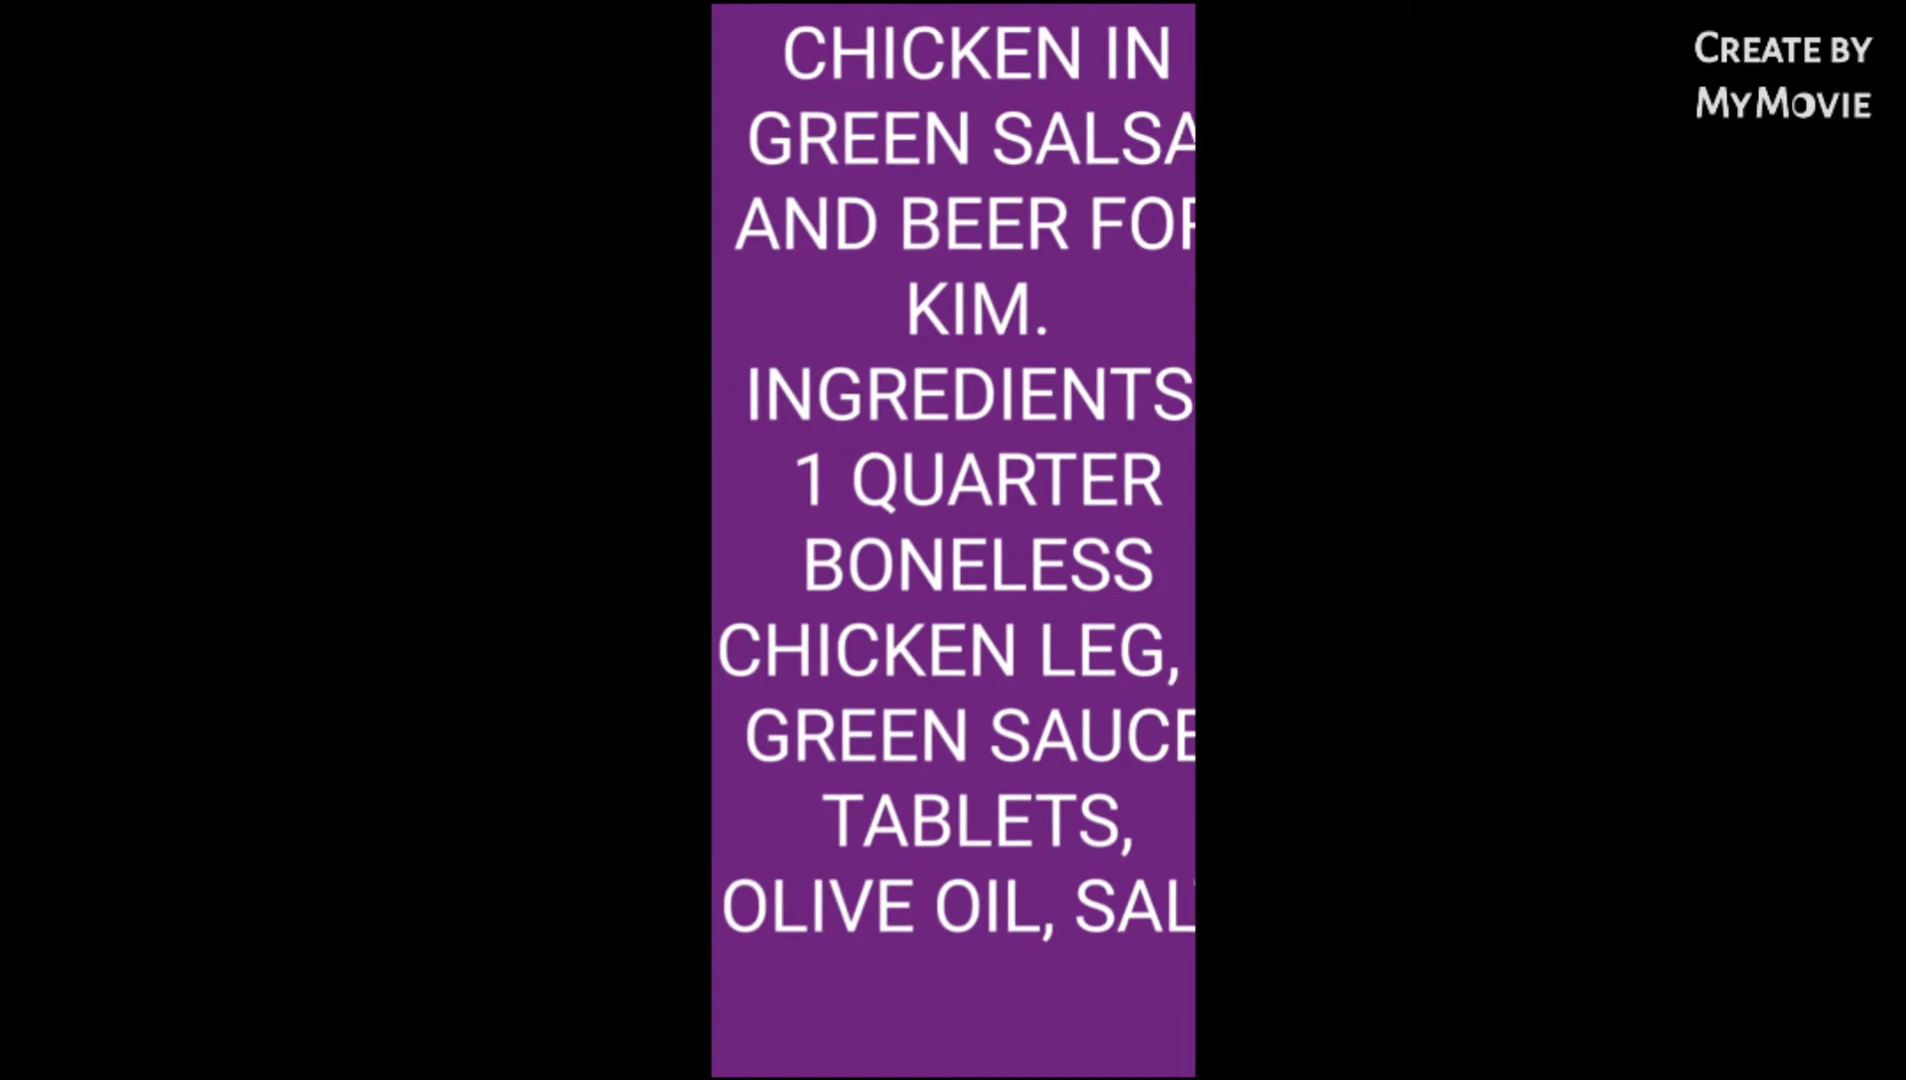 CHICKEN IN
GREEN SALSA
AND BEER FOR
KIM.
INGREDIENTS
1 QUARTER
BONELESS
CHICKEN LEG,
GREEN SAUCE
TABLETS,
OLIVE OIL, SALT
CREATE BY
MYMOVIE